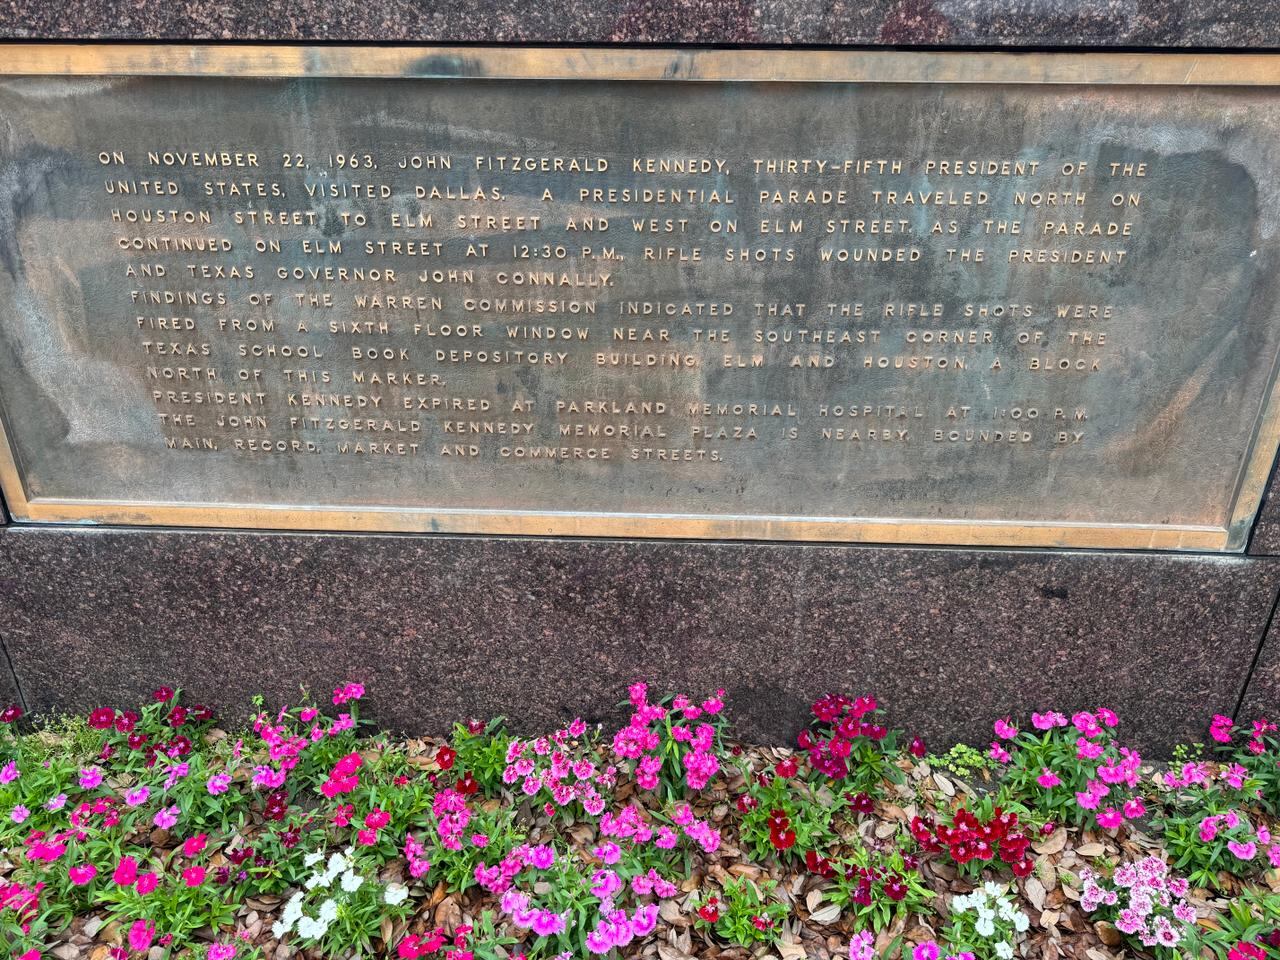 ON NOVEMBER 22, 1963, JOHN FITZGERALD KENNEDY, THIRTY-FIFTH PRESIDENT OF THE
UNITED STATES, VISITED DALLAS. A PRESIDENTIAL PARADE TRAVELED NORTH ON
HOUSTON STREET TO ELM STREET AND WEST ON ELM STREET. AS THE PARADE
CONTINUED ON ELM STREET AT 12:30 P.M., RIFLE SHOTS WOUNDED THE PRESIDENT
AND TEXAS GOVERNOR JOHN CONNALLY.
FINDINGS OF THE WARREN COMMISSION INDICATED THAT THE RIFLE SHOTS WERE
FIRED FROM A SIXTH FLOOR WINDOW NEAR THE SOUTHEAST CORNER OF THE
TEXAS SCHOOL BOOK DEPOSITORY BUILDING, ELM AND HOUSTON, A BLOCK
NORTH OF THIS MARKER.
PRESIDENT KENNEDY EXPIRED AT PARKLAND MEMORIAL HOSPITAL AT 1:00 P.M.
THE JOHN FITZGERALD KENNEDY MEMORIAL PLAZA IS NEARBY, BOUNDED BY
MAIN, RECORD, MARKET AND COMMERCE STREETS.